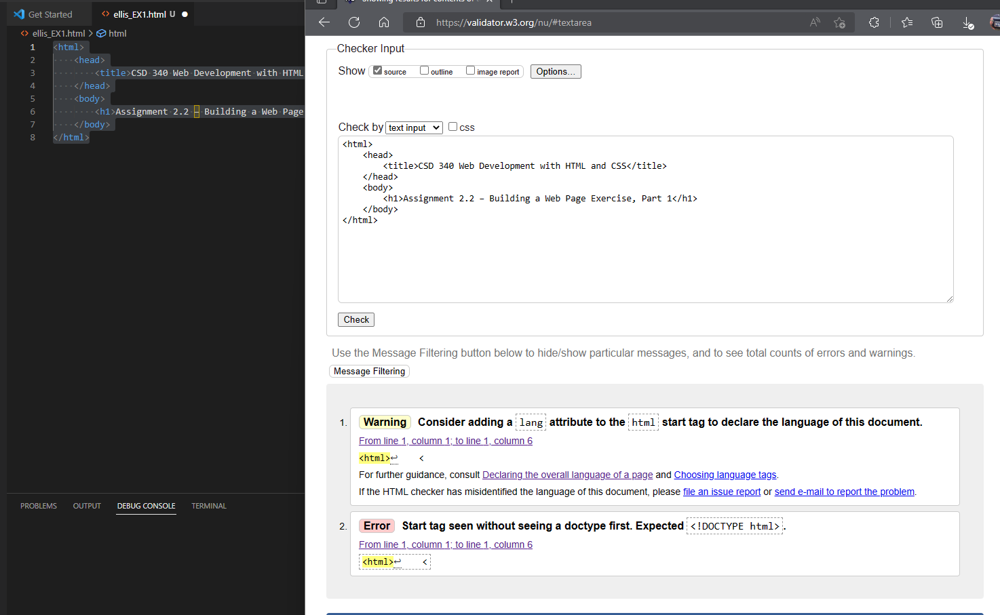 Get Started
<> ellis_EX1.html U ●
<> ellis_EX1.html > html
1 <html>
2 ····<head>
3 ········<title>CSD·340·Web·Development·with·HTML
4 ····</head>
5 ····<body>
6 ········<h1>Assignment·2.2·–·Building·a·Web·Page
7 ····</body>
8 </html>
PROBLEMS OUTPUT DEBUG CONSOLE TERMINAL
https://validator.w3.org/nu/#textarea
Checker Input
Show source outline image report Options...
Check by text input css
<html>
    <head>
        <title>CSD 340 Web Development with HTML and CSS</title>
    </head>
    <body>
        <h1>Assignment 2.2 – Building a Web Page Exercise, Part 1</h1>
    </body>
</html>
Check
Use the Message Filtering button below to hide/show particular messages, and to see total counts of errors and warnings.
Message Filtering
1. Warning Consider adding a lang attribute to the html start tag to declare the language of this document.
From line 1, column 1; to line 1, column 6
<html>↩    <
For further guidance, consult Declaring the overall language of a page and Choosing language tags.
If the HTML checker has misidentified the language of this document, please file an issue report or send e-mail to report the problem.
2. Error Start tag seen without seeing a doctype first. Expected <!DOCTYPE html>.
From line 1, column 1; to line 1, column 6
<html>↩    <